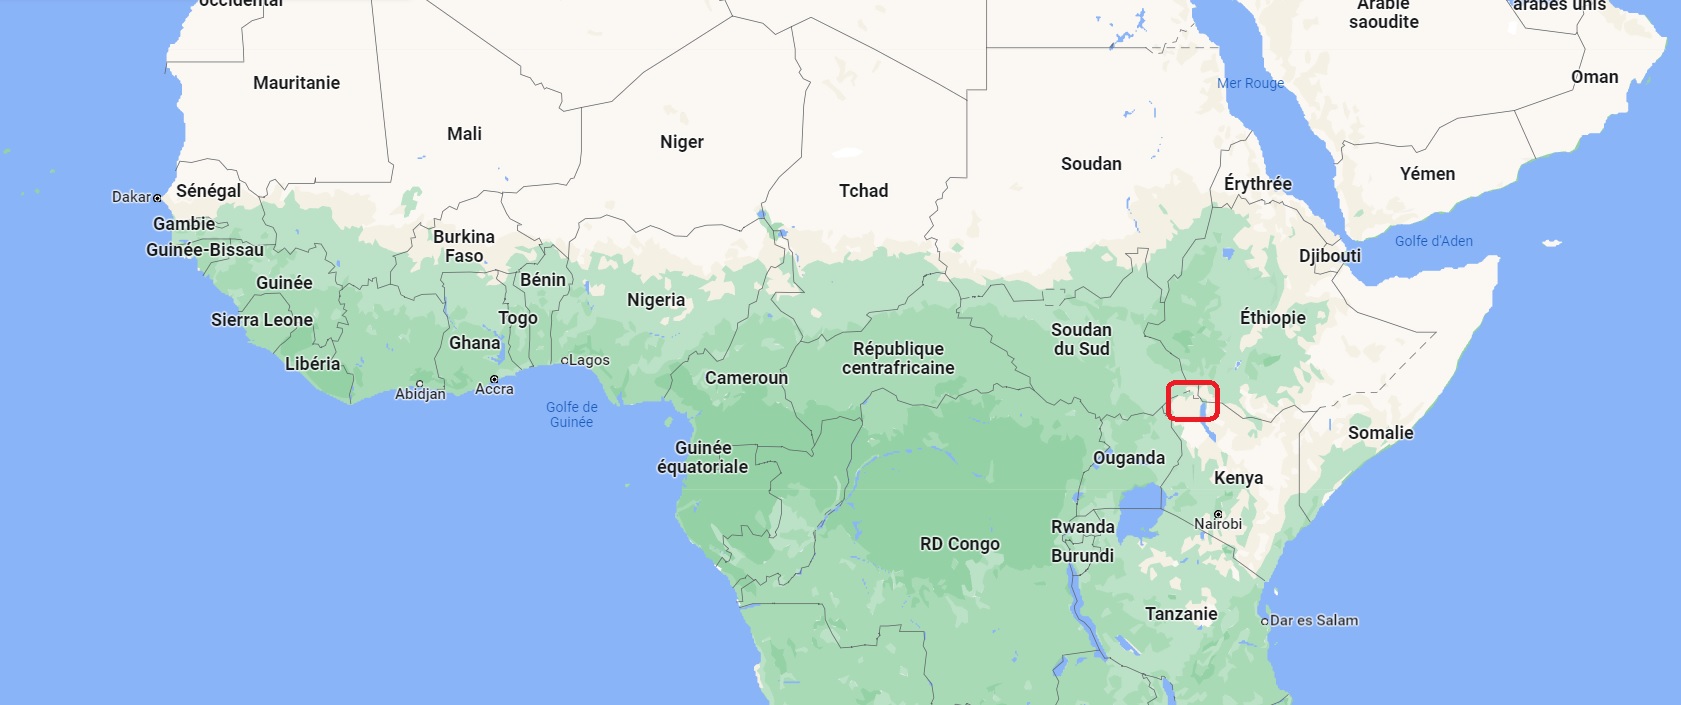 occidental
Arabie
saoudite
arabes unis
Mauritanie
Mer Rouge
Oman
Mali
Niger
Soudan
Tchad
Yémen
Dakar
Sénégal
Érythrée
Gambie
Burkina
Faso
Golfe d'Aden
Guinée-Bissau
Djibouti
Guinée
Bénin
Nigeria
Sierra Leone
Togo
Éthiopie
Soudan
du Sud
Ghana
République
centrafricaine
Libéria
Lagos
Cameroun
Abidjan
Accra
Golfe de
Guinée
Somalie
Guinée
équatoriale
Ouganda
Kenya
Nairobi
Rwanda
RD Congo
Burundi
Tanzanie
Dar es Salam